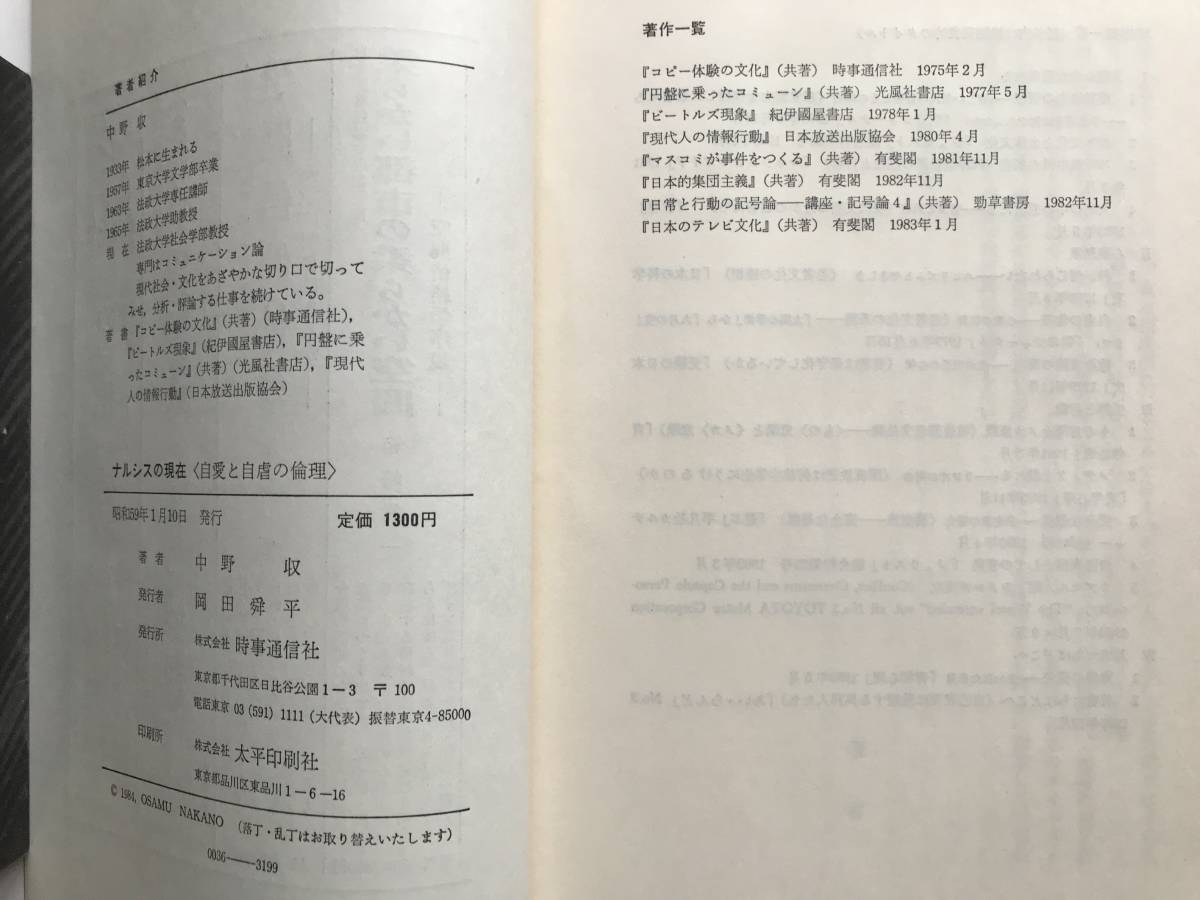 著者紹介
中野 収
1933年 松本に生まれる
1957年 東京大学文学部卒業
1963年 法政大学専任講師
1965年 法政大学助教授
現 在 法政大学社会学部教授
専門はコミュニケーション論
現代社会・文化をあざやかな切り口で切って
みせ，分析・評論する仕事を続けている。
著 書 『コピー体験の文化』(共著)(時事通信社)，
『ビートルズ現象』(紀伊國屋書店)，『円盤に乗
ったコミューン』(共著)(光風社書店)，『現代
人の情報行動』(日本放送出版協会)
ナルシスの現在〈自愛と自虐の倫理〉
昭和59年1月10日 発行 定価 1300円
著 者 中 野 収
発行者 岡 田 舜 平
発行所 株式会社 時事通信社
東京都千代田区日比谷公園1－3 〒100
電話東京 03 (591) 1111 (大代表) 振替東京4-85000
印刷所 株式会社 太平印刷社
東京都品川区東品川1－6－16
© 1984, OSAMU NAKANO (落丁・乱丁はお取り替えいたします)
0036――3199
著作一覧
『コピー体験の文化』(共著) 時事通信社 1975年2月
『円盤に乗ったコミューン』(共著) 光風社書店 1977年5月
『ビートルズ現象』 紀伊國屋書店 1978年1月
『現代人の情報行動』 日本放送出版協会 1980年4月
『マスコミが事件をつくる』(共著) 有斐閣 1981年11月
『日本的集団主義』(共著) 有斐閣 1982年11月
『日常と行動の記号論――講座・記号論4』(共著) 勁草書房 1982年11月
『日本のテレビ文化』(共著) 有斐閣 1983年1月